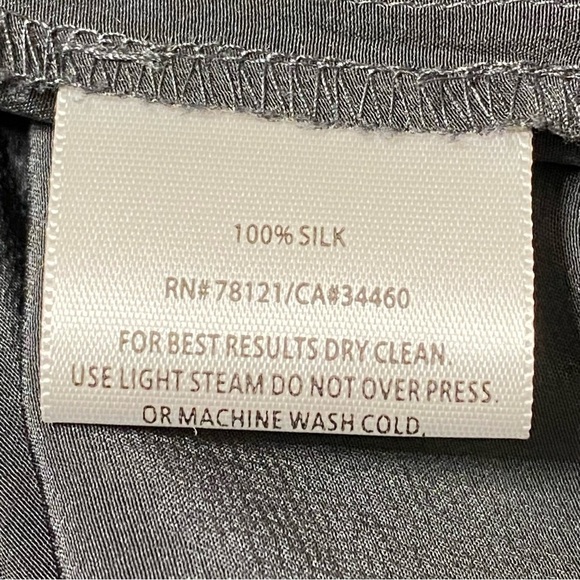 100% SILK
RN# 78121/CA#34460
FOR BEST RESULTS DRY CLEAN.
USE LIGHT STEAM DO NOT OVER PRESS.
OR MACHINE WASH COLD.